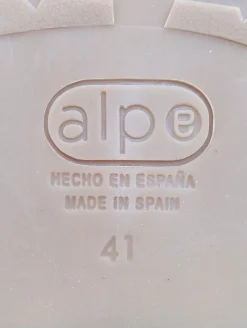 alpe
HECHO EN ESPAÑA
MADE IN SPAIN
41